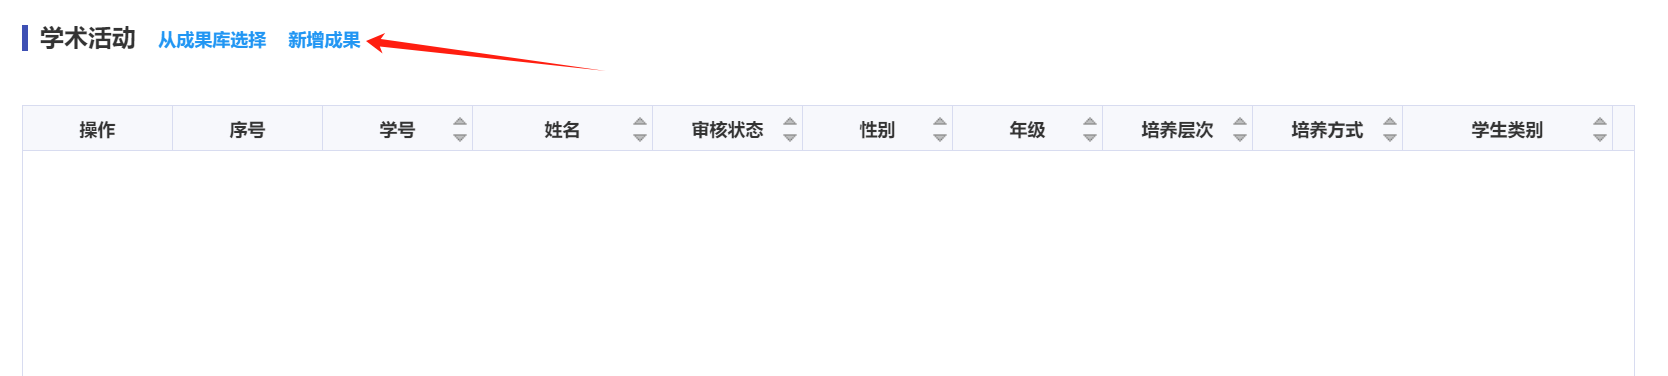 学术活动 从成果库选择 新增成果
操作 序号 学号 姓名 审核状态 性别 年级 培养层次 培养方式 学生类别